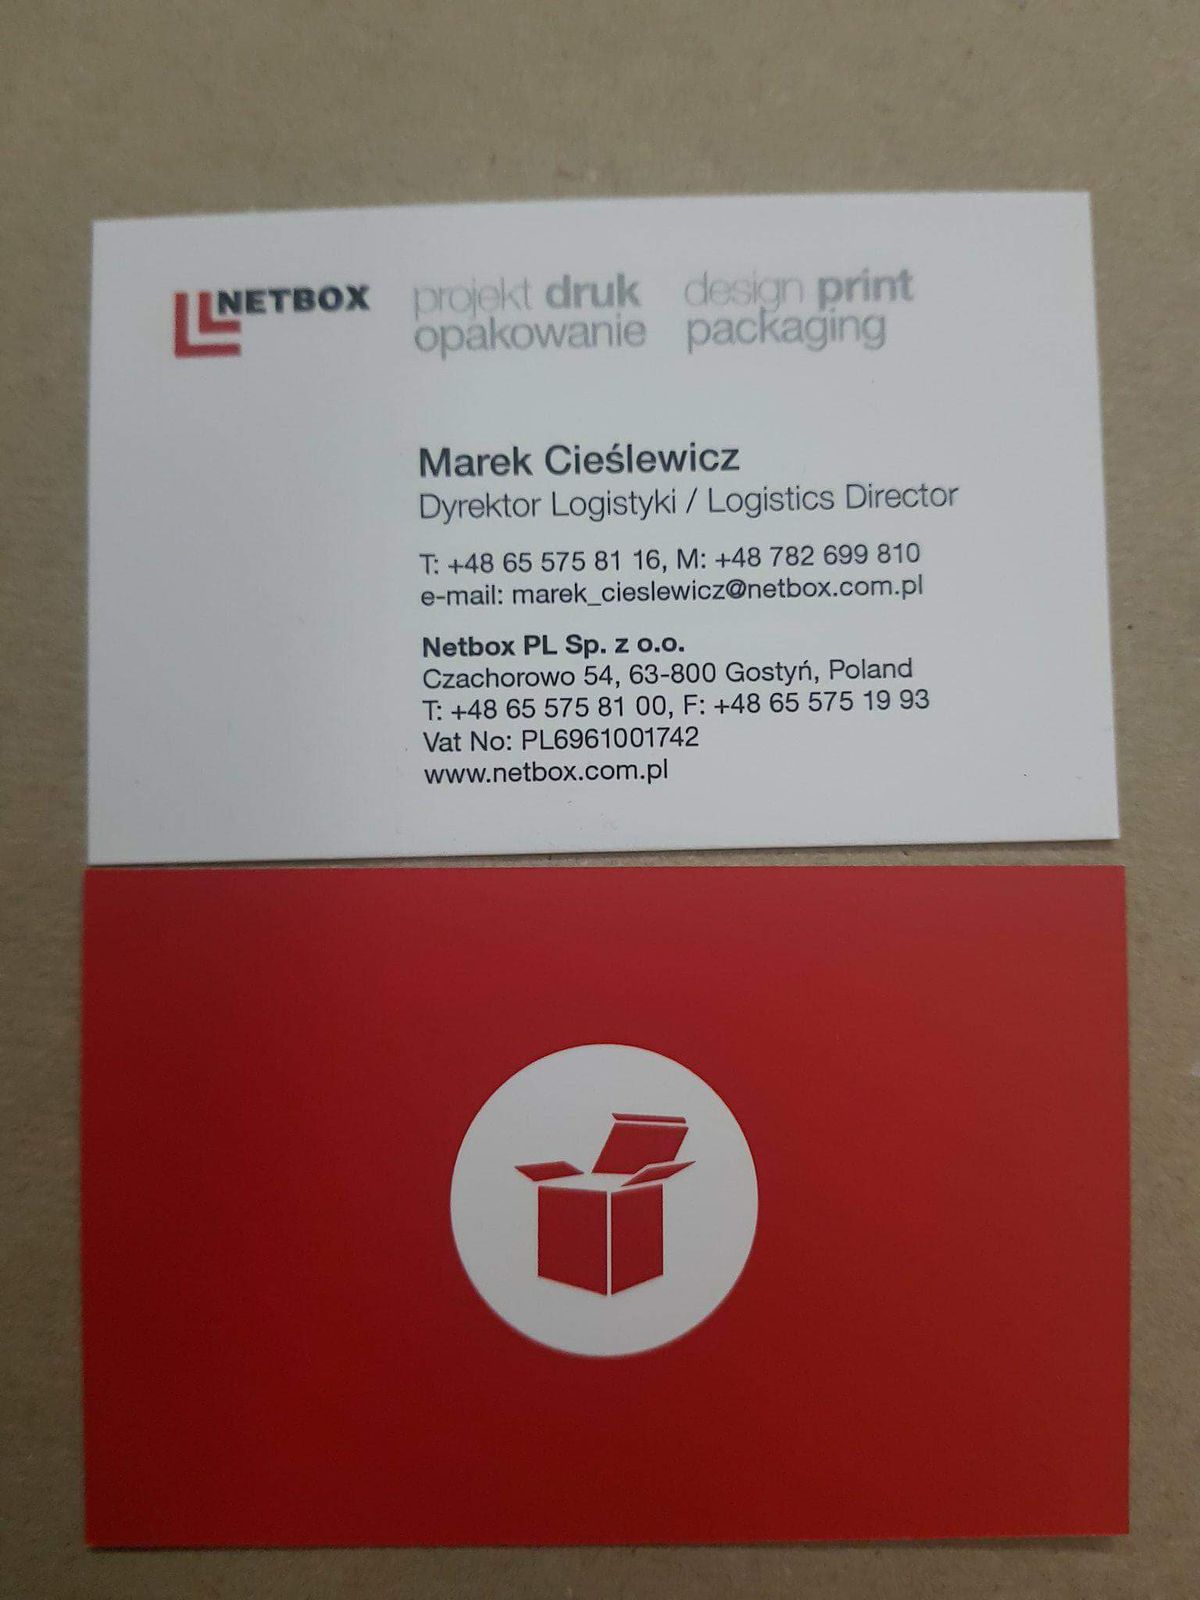 NETBOX
projekt druk
opakowanie
design print
packaging
Marek Cieślewicz
Dyrektor Logistyki / Logistics Director
T: +48 65 575 81 16, M: +48 782 699 810
e-mail: marek_cieslewicz@netbox.com.pl
Netbox PL Sp. z o.o.
Czachorowo 54, 63-800 Gostyń, Poland
T: +48 65 575 81 00, F: +48 65 575 19 93
Vat No: PL6961001742
www.netbox.com.pl